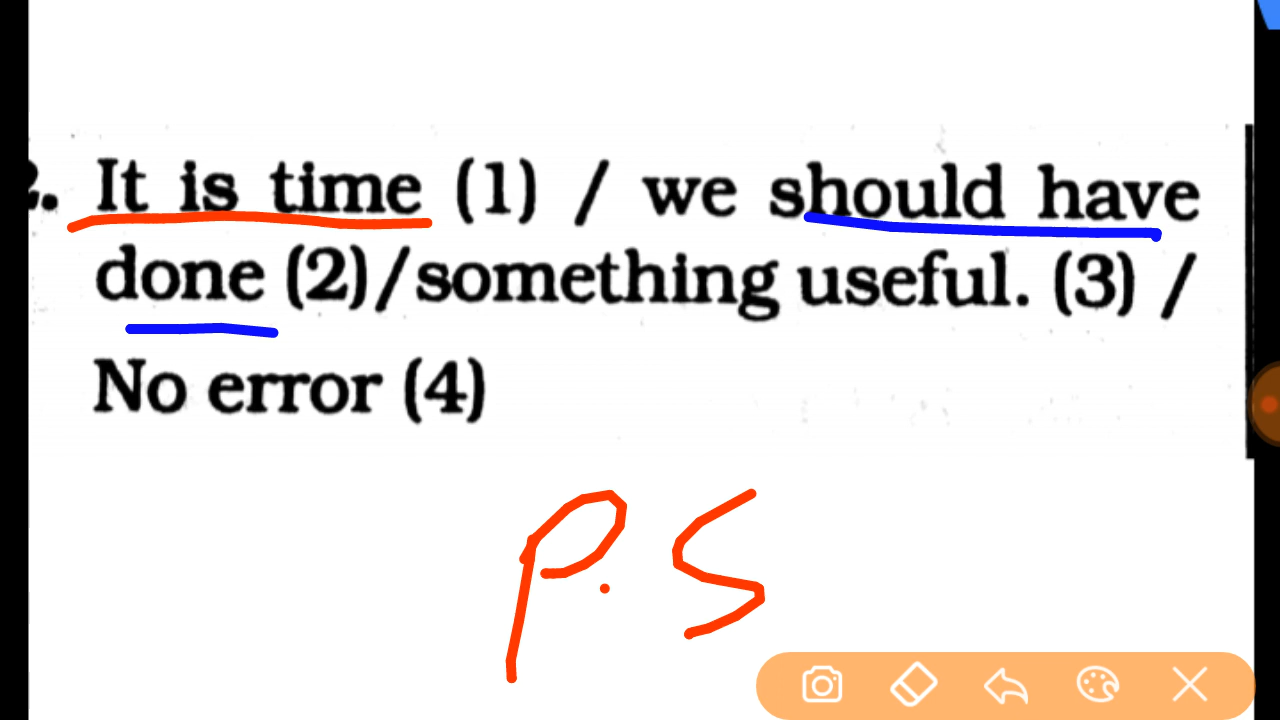 2. It is time (1) / we should have
done (2)/something useful. (3) /
No error (4)
P.S